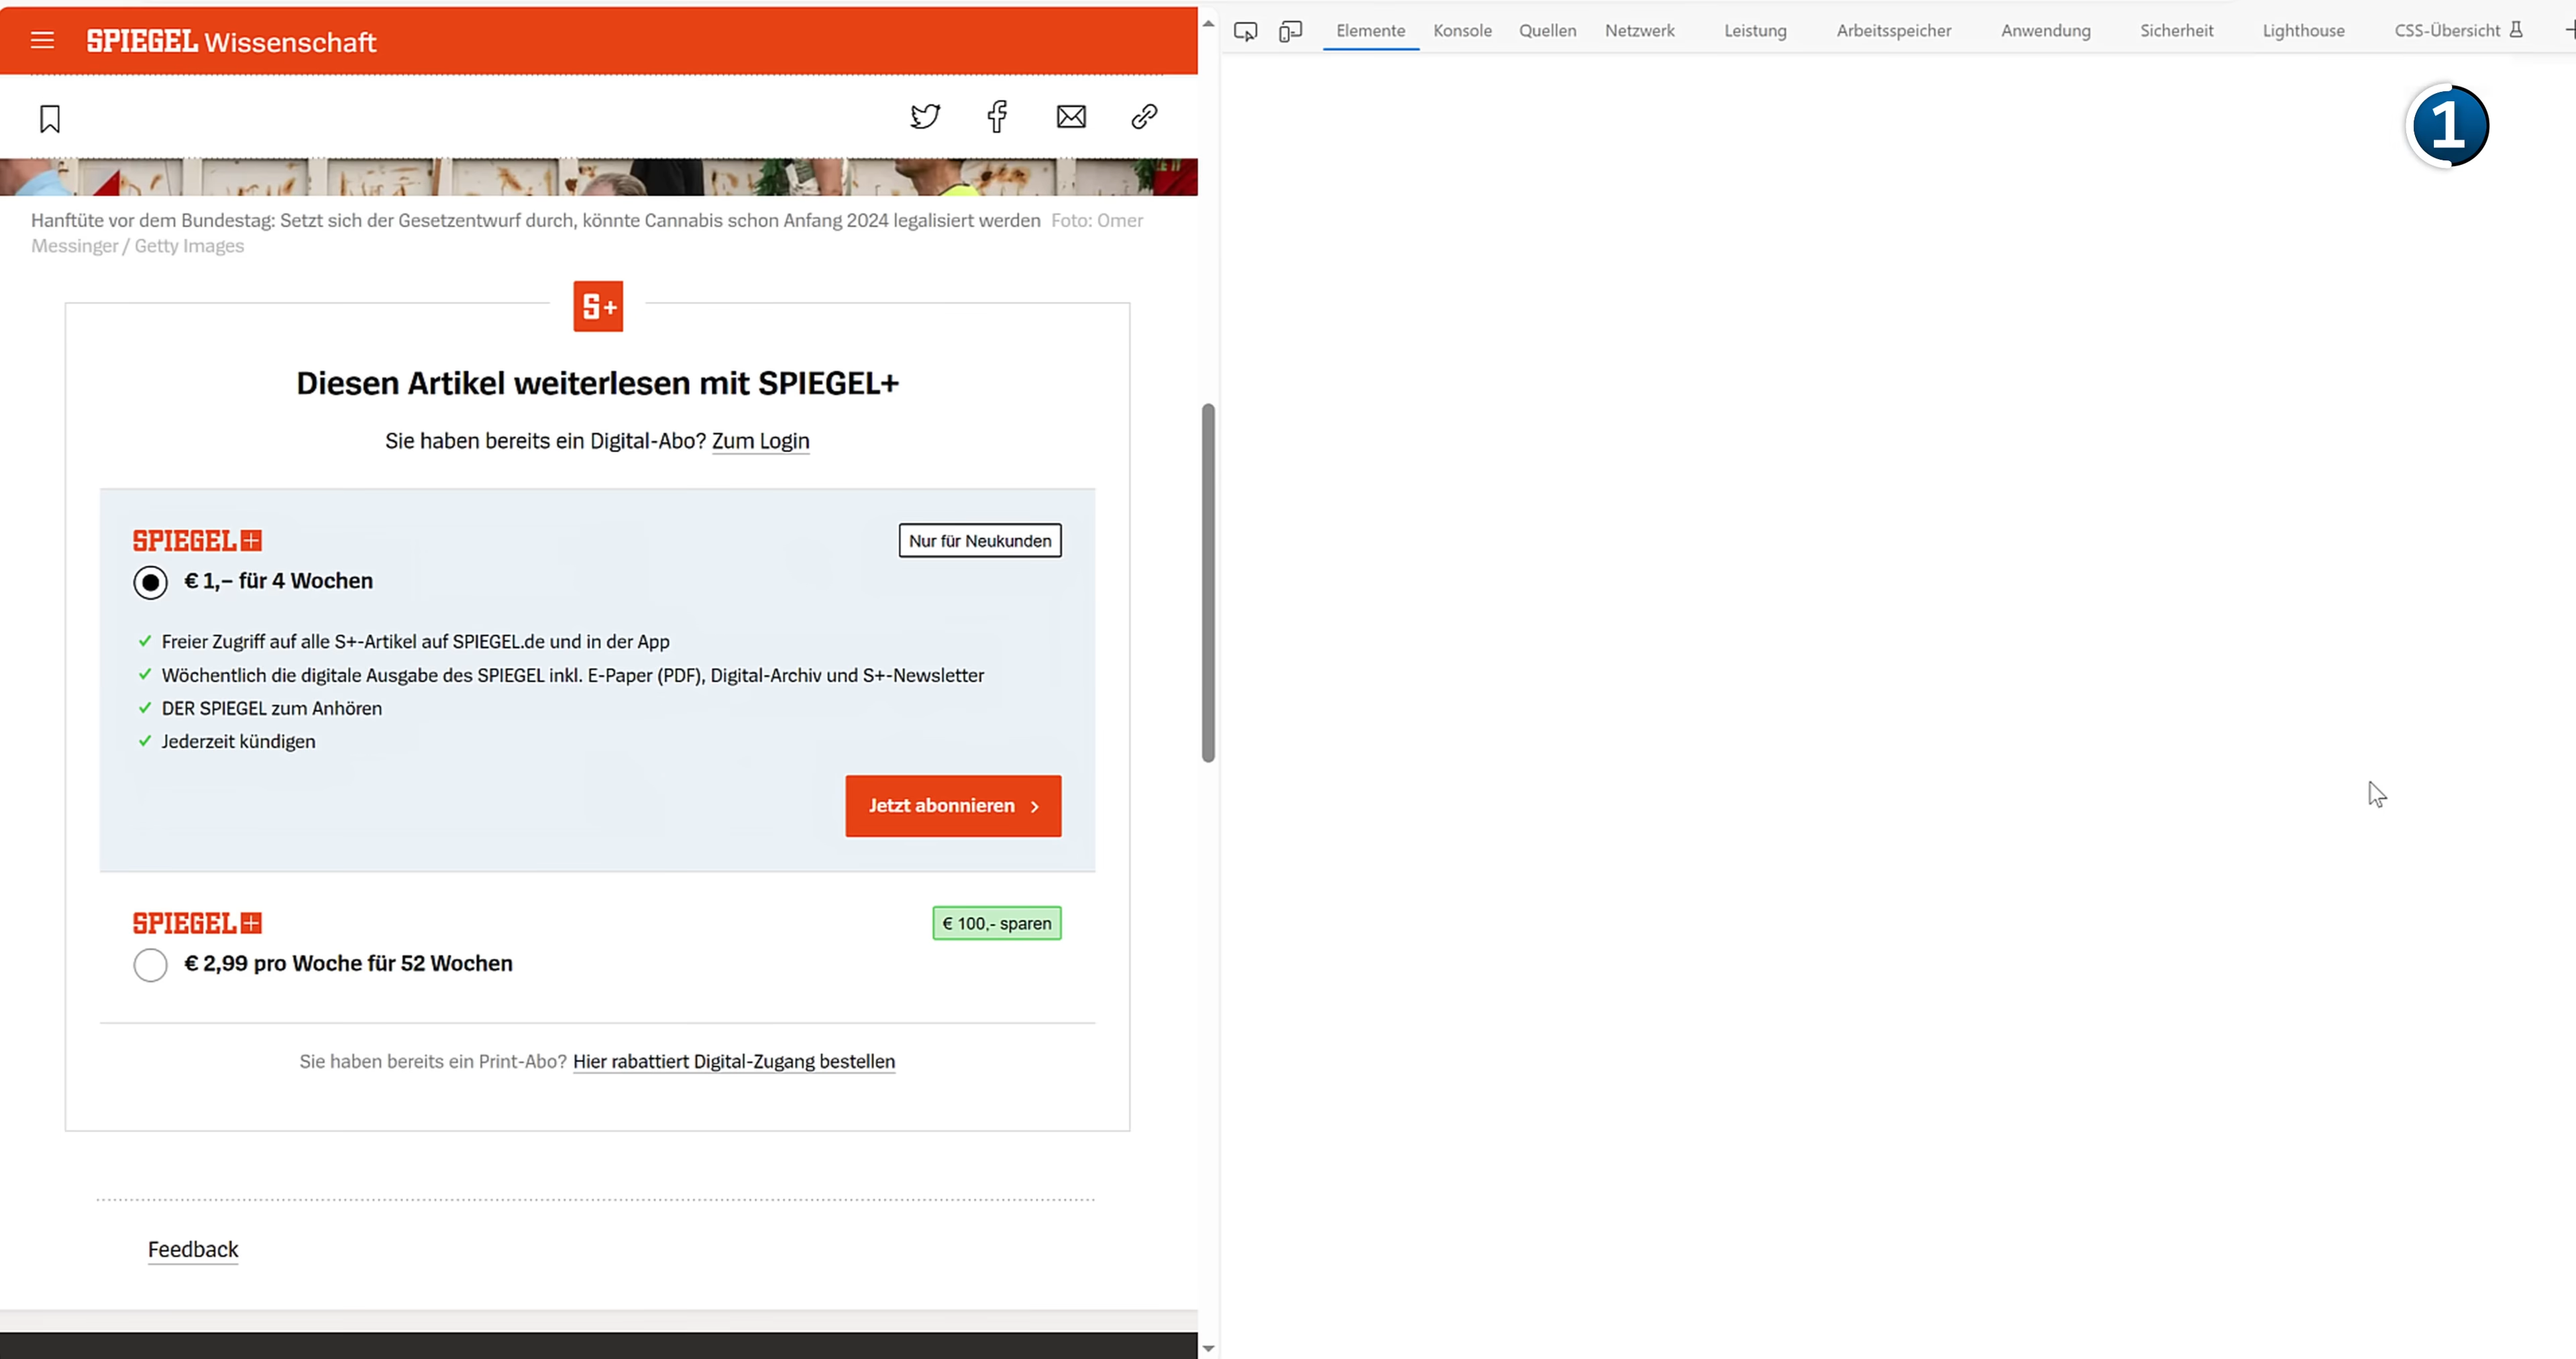 SPIEGEL Wissenschaft
Elemente Konsole Quellen Netzwerk Leistung Arbeitsspeicher Anwendung Sicherheit Lighthouse CSS-Übersicht
1
Hanftüte vor dem Bundestag: Setzt sich der Gesetzentwurf durch, könnte Cannabis schon Anfang 2024 legalisiert werden Foto: Omer
Messinger / Getty Images
S+
Diesen Artikel weiterlesen mit SPIEGEL+
Sie haben bereits ein Digital-Abo? Zum Login
SPIEGEL+
Nur für Neukunden
€ 1,– für 4 Wochen
Freier Zugriff auf alle S+-Artikel auf SPIEGEL.de und in der App
Wöchentlich die digitale Ausgabe des SPIEGEL inkl. E-Paper (PDF), Digital-Archiv und S+-Newsletter
DER SPIEGEL zum Anhören
Jederzeit kündigen
Jetzt abonnieren
SPIEGEL+
€ 100,- sparen
€ 2,99 pro Woche für 52 Wochen
Sie haben bereits ein Print-Abo? Hier rabattiert Digital-Zugang bestellen
Feedback